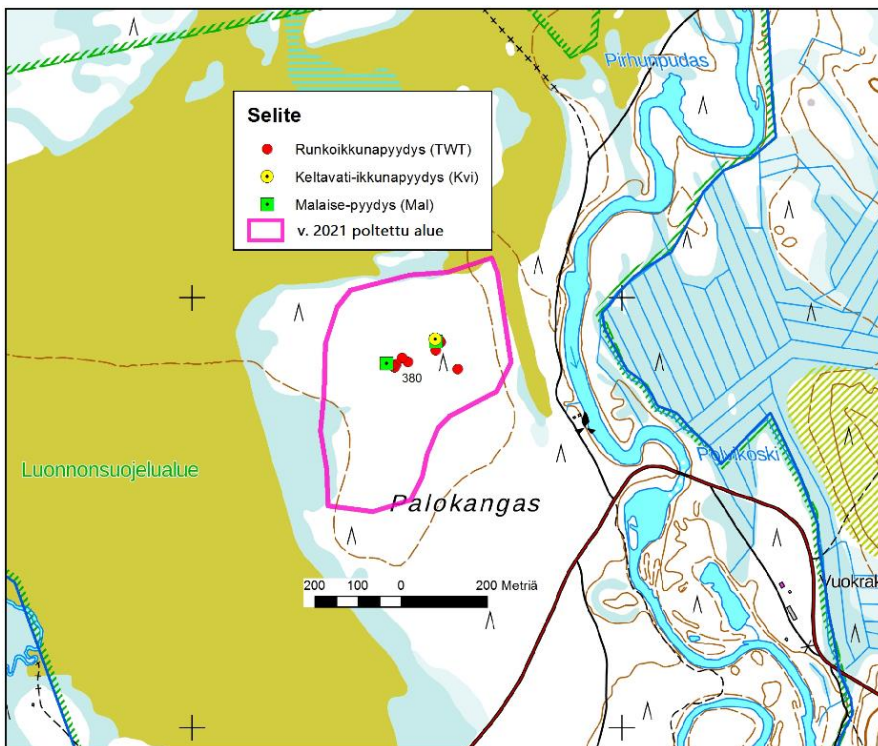 Pirhunpudas
Selite
Runkoikkunapyydys (TWT)
Keltavati-ikkunapyydys (Kvi)
Malaise-pyydys (Mal)
v. 2021 poltettu alue
380
Polvikoski
Luonnonsuojelualue
Palokangas
200 100 0 200 Metriä
Vuokrak